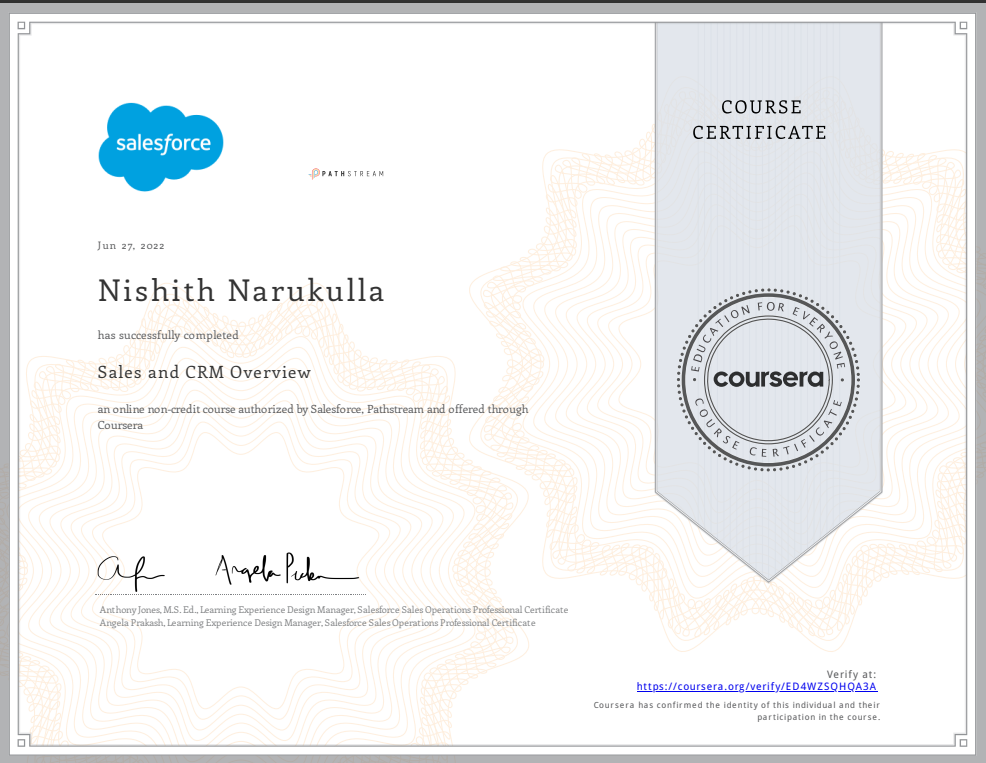 salesforce
PATHSTREAM
COURSE
CERTIFICATE
Jun 27, 2022
Nishith Narukulla
has successfully completed
Sales and CRM Overview
an online non-credit course authorized by Salesforce, Pathstream and offered through
Coursera
EDUCATION FOR EVERYONE
coursera
COURSE CERTIFICATE
Angela Prakash
Anthony Jones, M.S. Ed., Learning Experience Design Manager, Salesforce Sales Operations Professional Certificate
Angela Prakash, Learning Experience Design Manager, Salesforce Sales Operations Professional Certificate
Verify at:
https://coursera.org/verify/ED4WZSQHQA3A
Coursera has confirmed the identity of this individual and their
participation in the course.